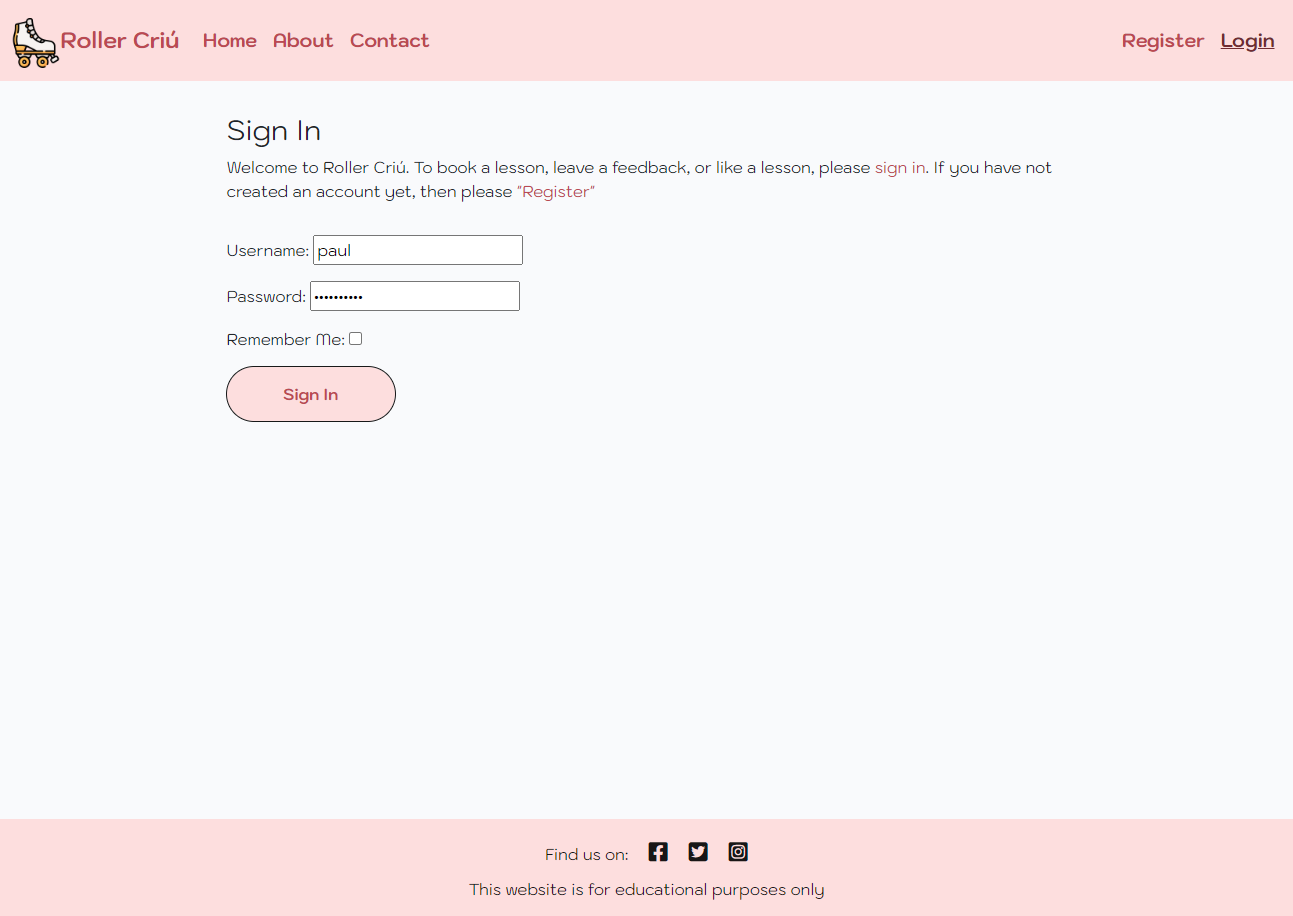 Roller Criú Home About Contact Register Login
Sign In
Welcome to Roller Criú. To book a lesson, leave a feedback, or like a lesson, please sign in. If you have not
created an account yet, then please "Register"
Username: paul
Password: ••••••••••
Remember Me:
Sign In
Find us on:
This website is for educational purposes only